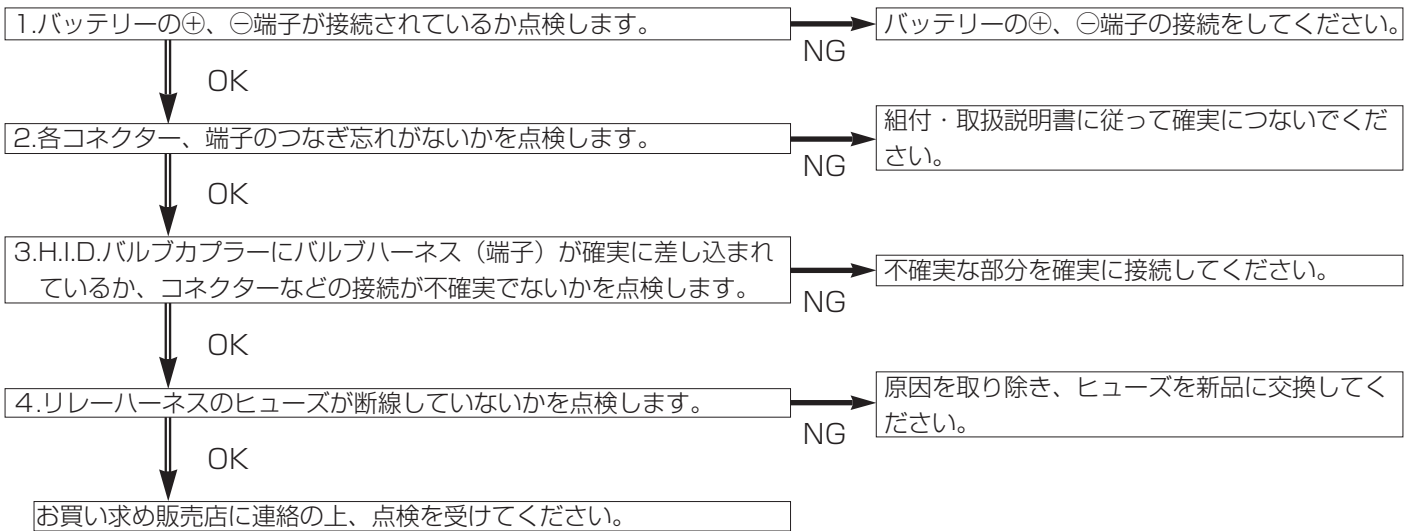 1.バッテリーの⊕、⊖端子が接続されているか点検します。
NG
バッテリーの⊕、⊖端子の接続をしてください。
OK
2.各コネクター、端子のつなぎ忘れがないかを点検します。
NG
組付・取扱説明書に従って確実につないでくだ
さい。
OK
3.H.I.D.バルブカプラーにバルブハーネス（端子）が確実に差し込まれ
ているか、コネクターなどの接続が不確実でないかを点検します。
NG
不確実な部分を確実に接続してください。
OK
4.リレーハーネスのヒューズが断線していないかを点検します。
NG
原因を取り除き、ヒューズを新品に交換してく
ださい。
OK
お買い求め販売店に連絡の上、点検を受けてください。